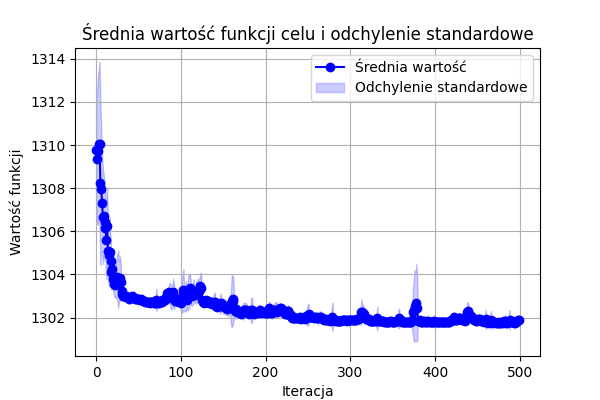 Średnia wartość funkcji celu i odchylenie standardowe
Średnia wartość
Odchylenie standardowe
Wartość funkcji
1314
1312
1310
1308
1306
1304
1302
0 100 200 300 400 500
Iteracja